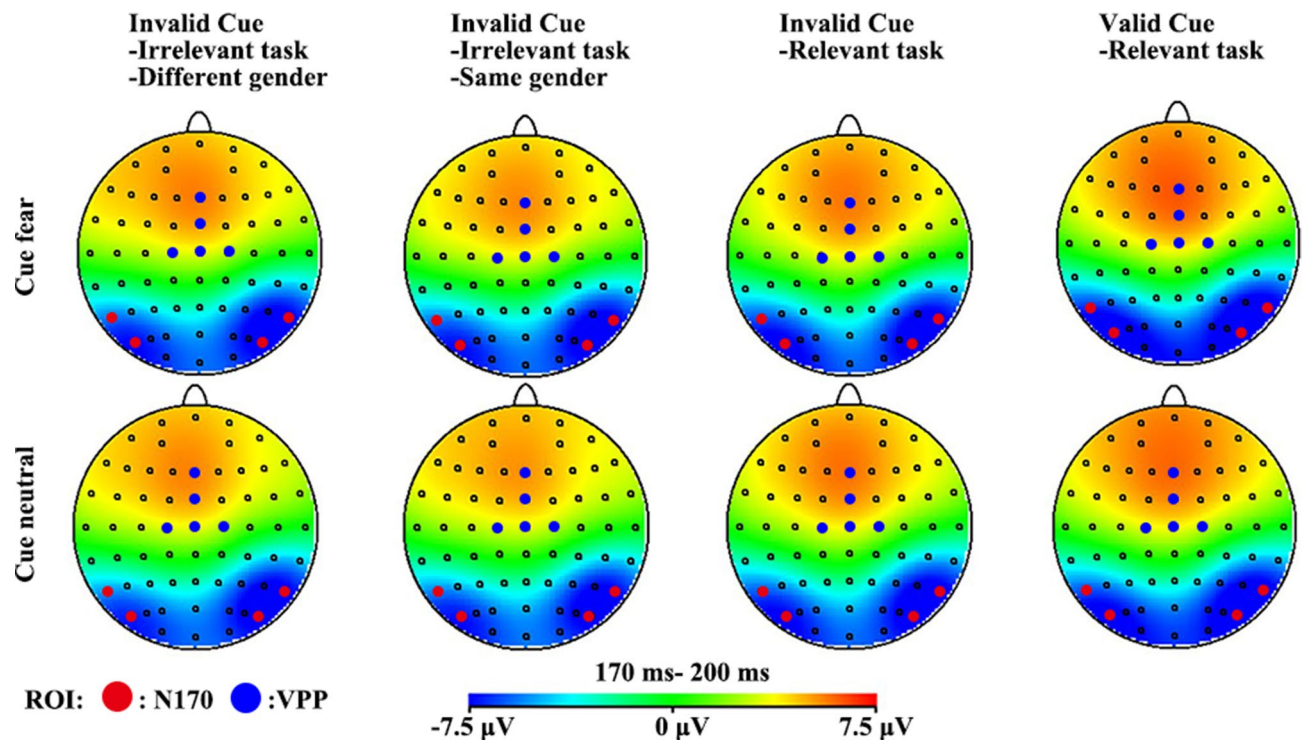 Invalid Cue
-Irrelevant task
-Different gender
Invalid Cue
-Irrelevant task
-Same gender
Invalid Cue
-Relevant task
Valid Cue
-Relevant task
Cue fear
Cue neutral
170 ms- 200 ms
ROI: : N170 :VPP
-7.5 µV 0 µV 7.5 µV